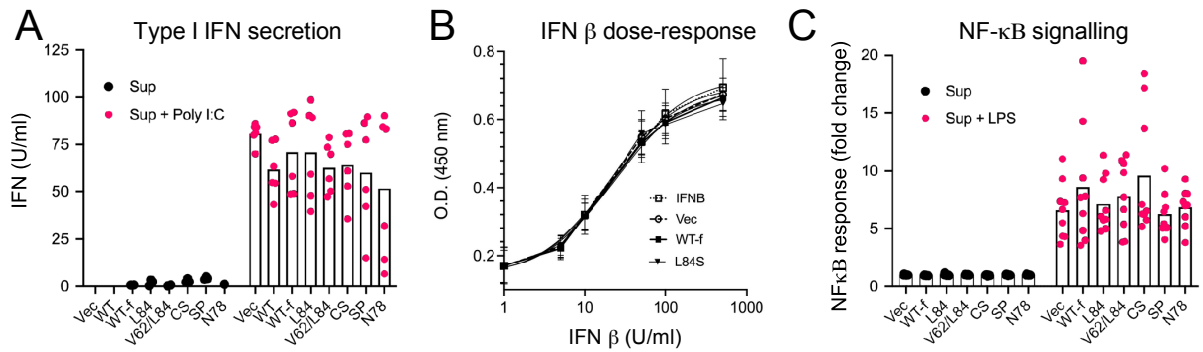 A
Type I IFN secretion
IFN (U/ml)
125
100
75
50
25
0
Sup
Sup + Poly I:C
Vec
WT
WT-f
L84
V62/L84
CS
SP
N78
Vec
WT
WT-f
L84
V62/L84
CS
SP
N78
B
IFN β dose-response
O.D. (450 nm)
0.8
0.6
0.4
0.2
IFNB
Vec
WT-f
L84S
1
10
100
1000
IFN β (U/ml)
C
NF-κB signalling
NFκB response (fold change)
20
15
10
5
0
Sup
Sup + LPS
Vec
WT-f
L84
V62/L84
CS
SP
N78
Vec
WT-f
L84
V62/L84
CS
SP
N78